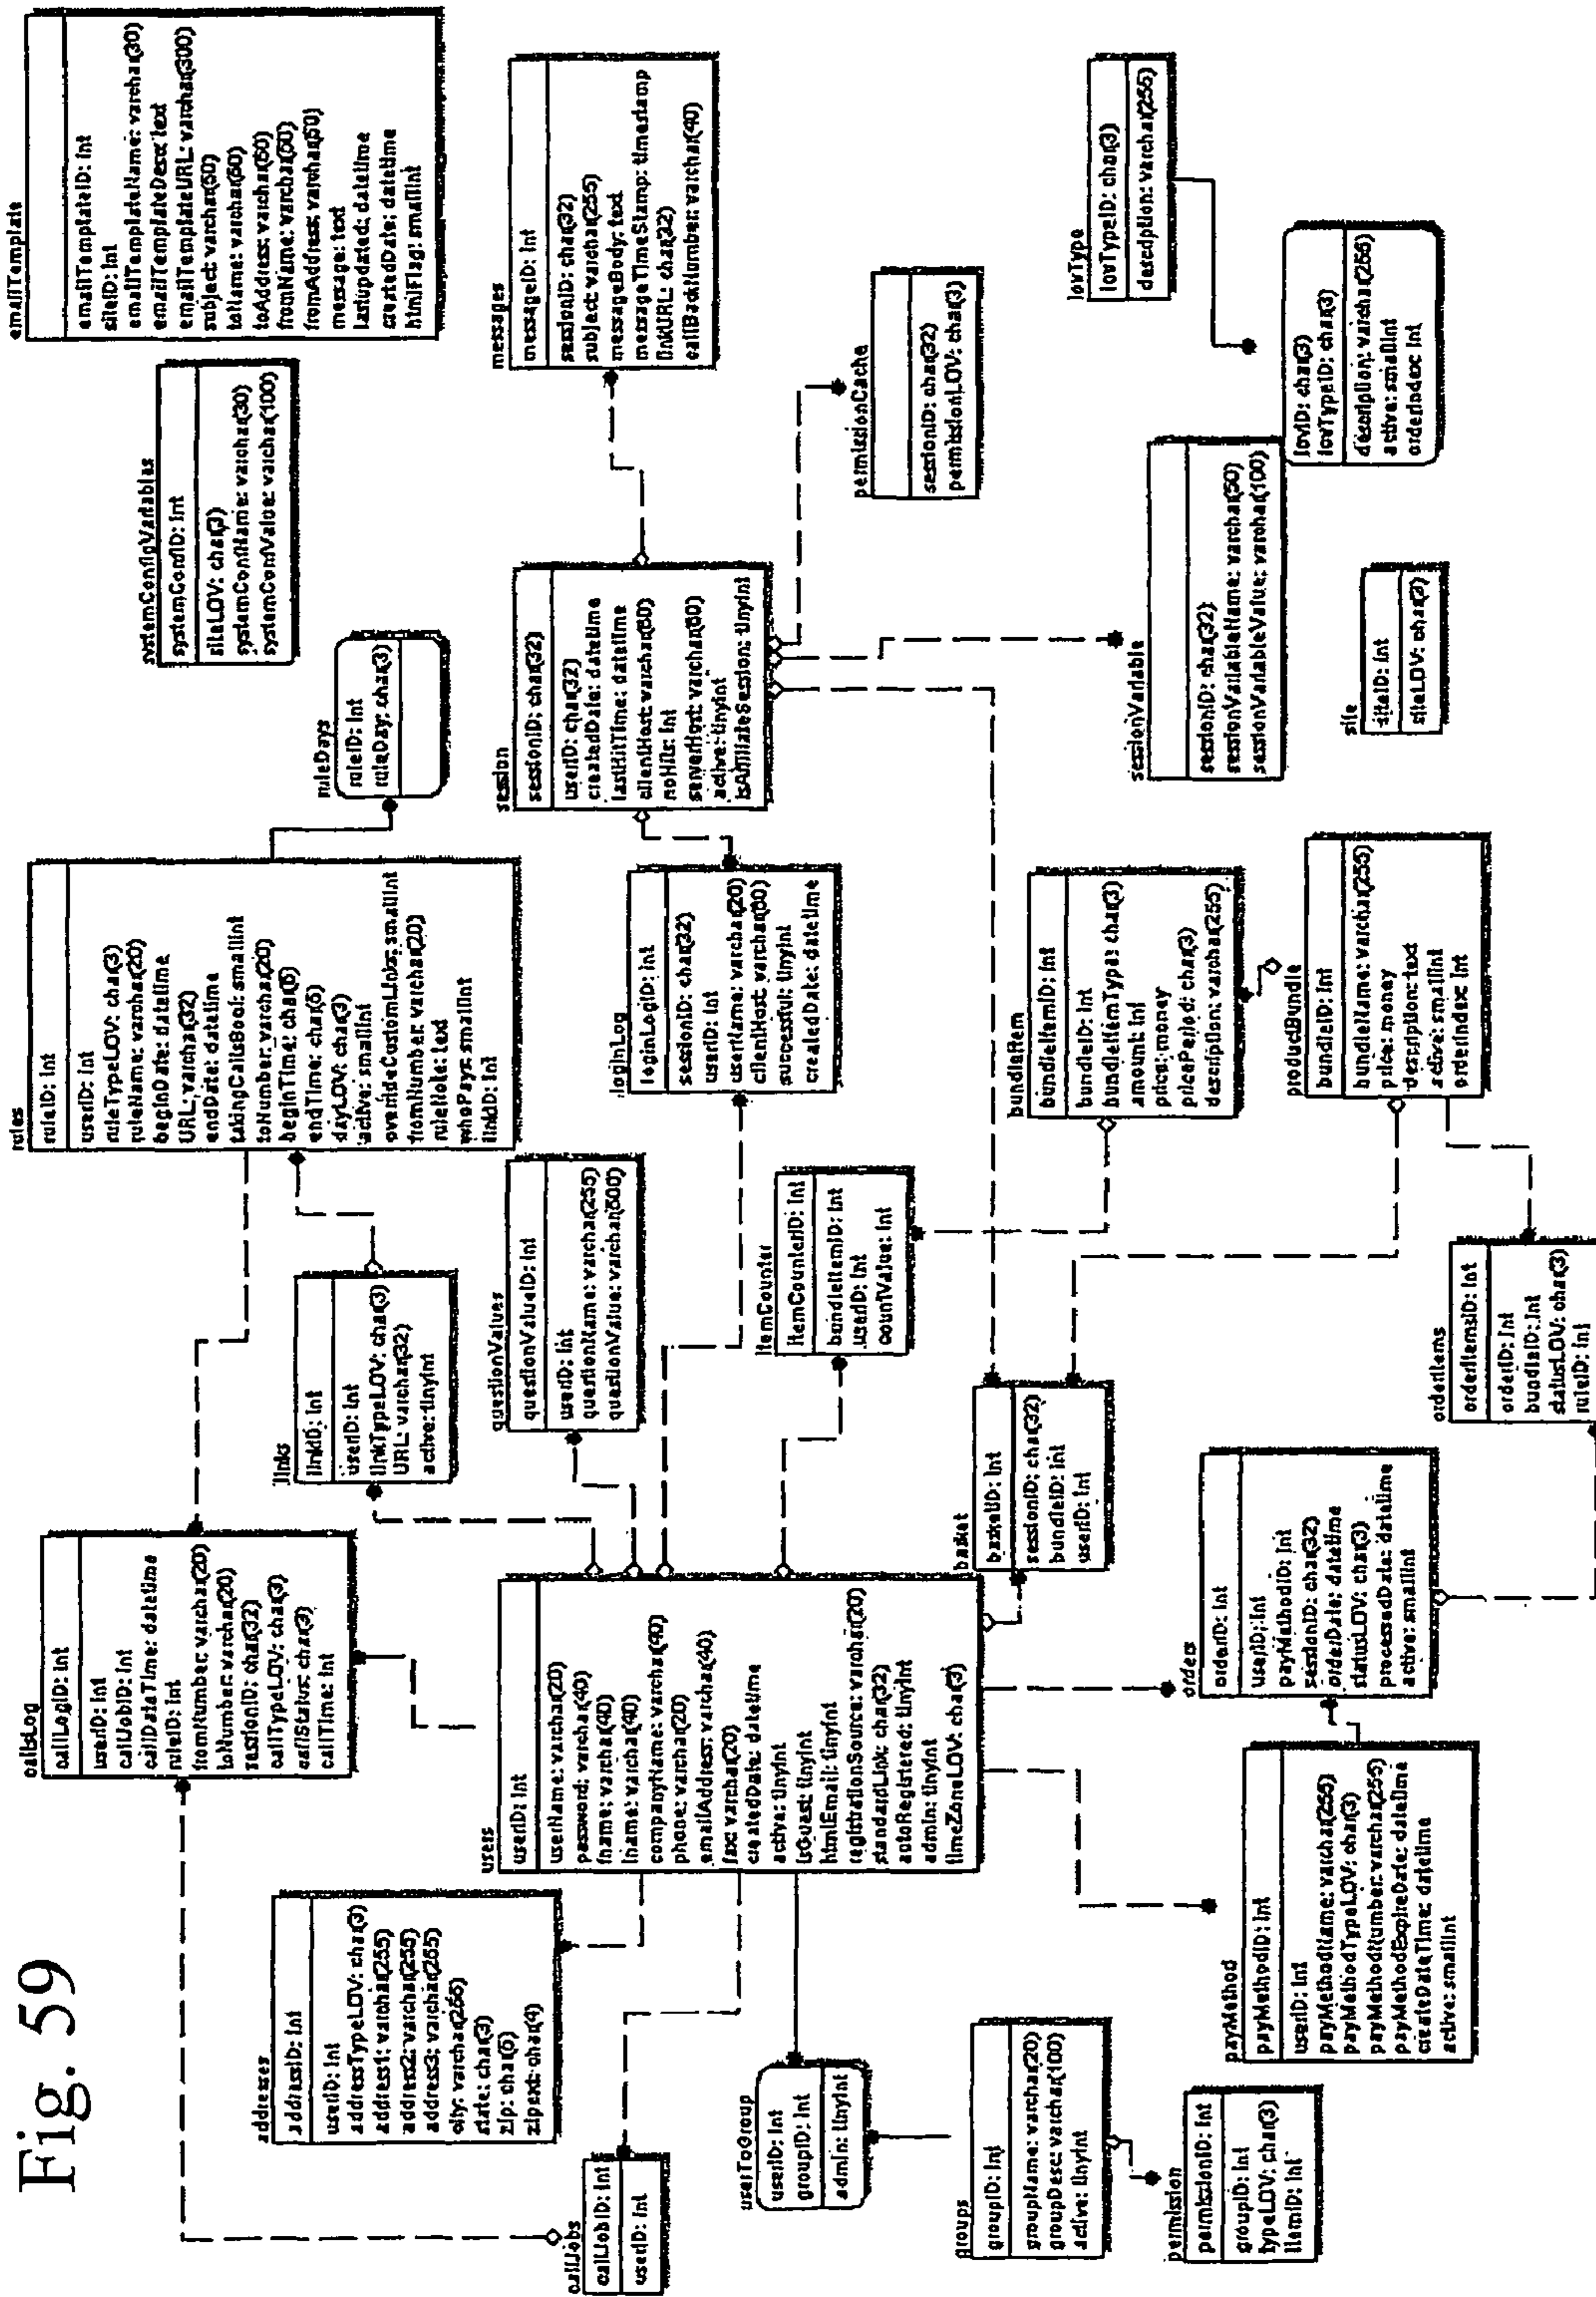 Fig. 59
callsLog
callLogID: int
userID: int
callJobID: int
callDateTime: datetime
ruleID: int
fromNumber: varchar(20)
toNumber: varchar(20)
sessionID: char(32)
callTypeLOV: char(3)
callStatus: char(3)
callTime: int
rules
ruleID: int
userID: int
ruleTypeLOV: char(3)
ruleName: varchar(20)
beginDate: datetime
URL: varchar(32)
endDate: datetime
takingCallsBool: smallint
toNumber: varchar(20)
beginTime: char(6)
endTime: char(6)
dayLOV: char(3)
active: smallint
overrideCustomLinks: smallint
fromNumber: varchar(20)
ruleNote: text
whoPays: smallint
linkID: int
emailTemplate
emailTemplateID: int
siteID: int
emailTemplateName: varchar(30)
emailTemplateDesc: text
emailTemplateURL: varchar(300)
subject: varchar(50)
toName: varchar(50)
toAddress: varchar(50)
fromName: varchar(50)
fromAddress: varchar(50)
message: text
lastupdated: datetime
createdDate: datetime
htmlFlag: smallint
systemConfigVariables
systemConfID: int
siteLOV: char(3)
systemConfName: varchar(30)
systemConfValue: varchar(100)
ruleDays
ruleID: int
ruleDay: char(3)
addresses
addressID: int
userID: int
addressTypeLOV: char(3)
address1: varchar(255)
address2: varchar(255)
address3: varchar(255)
city: varchar(255)
state: char(3)
zip: char(5)
zipext: char(4)
links
linkID: int
userID: int
linkTypeLOV: char(3)
URL: varchar(32)
active: tinyint
users
userID: int
userName: varchar(20)
password: varchar(40)
fname: varchar(40)
lname: varchar(40)
companyName: varchar(40)
phone: varchar(20)
emailAddress: varchar(40)
fax: varchar(20)
createdDate: datetime
active: tinyint
isGuest: tinyint
htmlEmail: tinyint
registrationSource: varchar(20)
standardLink: char(32)
autoRegistered: tinyint
admin: tinyint
timeZoneLOV: char(3)
questionValues
questionValueID: int
userID: int
questionName: varchar(255)
questionValue: varchar(500)
session
sessionID: char(32)
userID: char(32)
createdDate: datetime
lastHitTime: datetime
clientHost: varchar(50)
noHits: int
serverHost: varchar(50)
active: tinyint
isAffiliateSession: tinyint
messages
messageID: int
sessionID: char(32)
subject: varchar(255)
messageBody: text
messageTimeStamp: timestamp
linkURL: char(32)
callBackNumber: varchar(40)
loginLog
loginLogID: int
sessionID: char(32)
userID: int
userName: varchar(20)
clientHost: varchar(50)
successful: tinyint
createdDate: datetime
callJobs
callJobID: int
userID: int
userToGroup
userID: int
groupID: int
admin: tinyint
itemCounter
itemCounterID: int
bundleItemID: int
userID: int
countValue: int
permissionCache
sessionID: char(32)
permissionLOV: char(3)
groups
groupID: int
groupName: varchar(20)
groupDesc: varchar(100)
active: tinyint
basket
basketID: int
sessionID: char(32)
bundleID: int
userID: int
bundleItem
bundleItemID: int
bundleID: int
bundleItemType: char(3)
amount: int
price: money
pricePeriod: char(3)
description: varchar(255)
lovType
lovTypeID: char(3)
description: varchar(255)
sessionVariable
sessionID: char(32)
sessionVariableName: varchar(50)
sessionVariableValue: varchar(100)
lovID: char(3)
lovTypeID: char(3)
description: varchar(255)
active: smallint
orderIndex: int
permission
permissionID: int
groupID: int
typeLOV: char(3)
itemID: int
payMethod
payMethodID: int
userID: int
payMethodName: varchar(255)
payMethodTypeLOV: char(3)
payMethodNumber: varchar(255)
payMethodExpireDate: datetime
createDateTime: datetime
active: smallint
orders
orderID: int
userID: int
payMethodID: int
sessionID: char(32)
orderDate: datetime
statusLOV: char(3)
processedDate: datetime
active: smallint
productBundle
bundleID: int
bundleName: varchar(255)
price: money
description: text
active: smallint
orderIndex: int
site
siteID: int
siteLOV: char(3)
orderItems
orderItemsID: int
orderID: int
bundleID: int
statusLOV: char(3)
ruleID: int